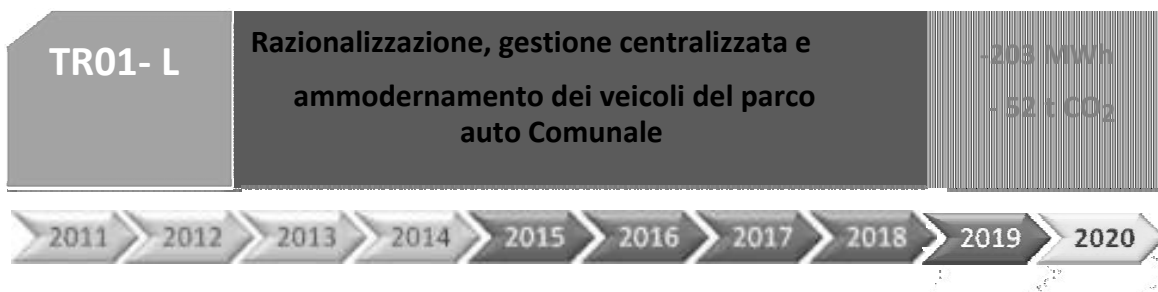 TR01- L
Razionalizzazione, gestione centralizzata e
ammodernamento dei veicoli del parco
auto Comunale
-203 MWh
- 52 t CO2
2011 2012 2013 2014 2015 2016 2017 2018 2019 2020